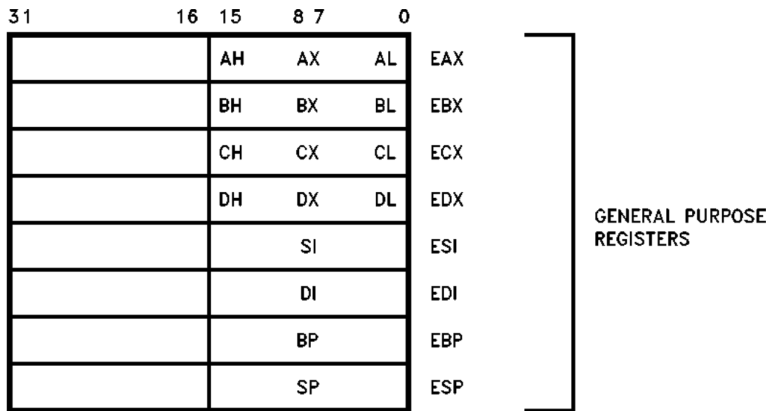 31 16 15 8 7 0
AH AX AL EAX
BH BX BL EBX
CH CX CL ECX
DH DX DL EDX
SI ESI
DI EDI
BP EBP
SP ESP
GENERAL PURPOSE
REGISTERS